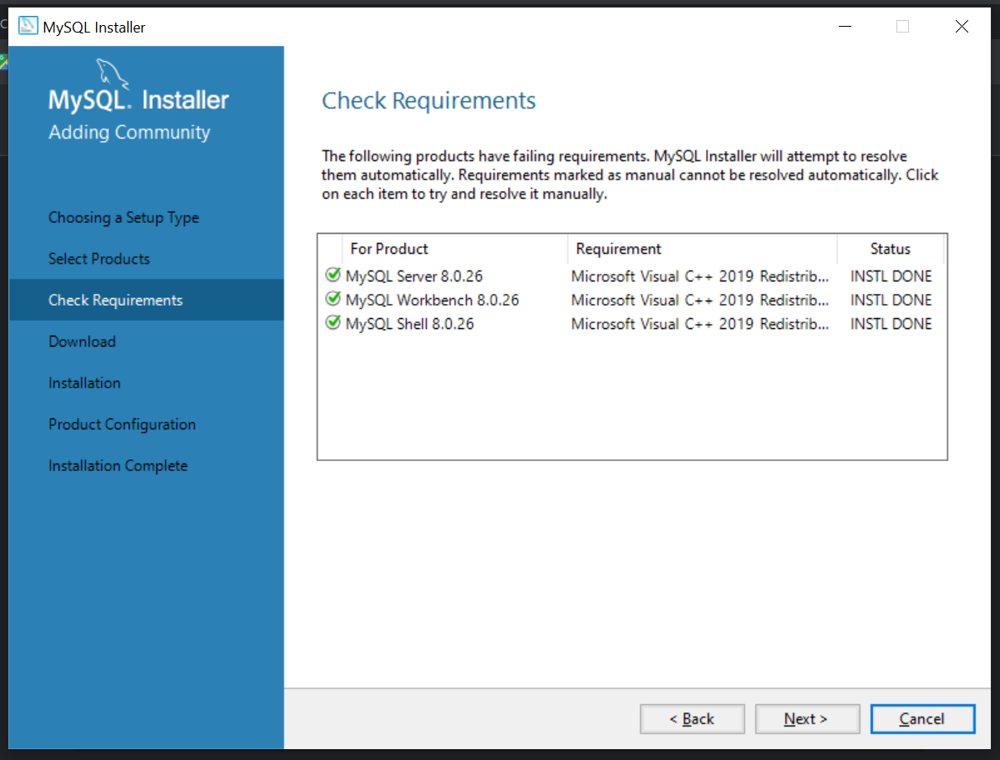 C
MySQL Installer
MySQL. Installer
Adding Community
Choosing a Setup Type
Select Products
Check Requirements
Download
Installation
Product Configuration
Installation Complete
Check Requirements
The following products have failing requirements. MySQL Installer will attempt to resolve
them automatically. Requirements marked as manual cannot be resolved automatically. Click
on each item to try and resolve it manually.
For Product Requirement Status
MySQL Server 8.0.26 Microsoft Visual C++ 2019 Redistrib... INSTL DONE
MySQL Workbench 8.0.26 Microsoft Visual C++ 2019 Redistrib... INSTL DONE
MySQL Shell 8.0.26 Microsoft Visual C++ 2019 Redistrib... INSTL DONE
< Back Next > Cancel